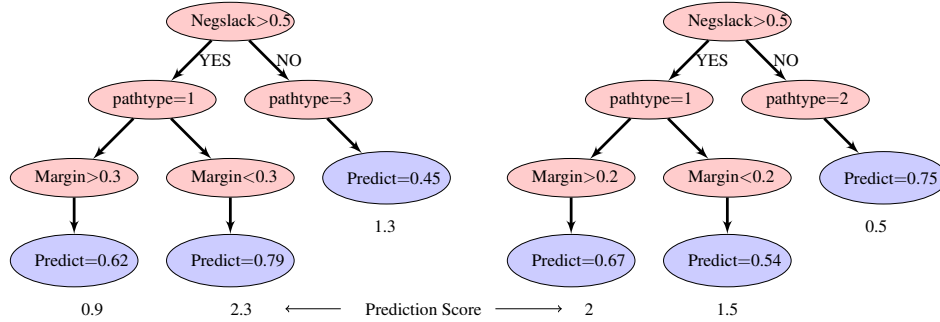 Negslack>0.5
YES
NO
pathtype=1
pathtype=3
Margin>0.3
Margin<0.3
Predict=0.45
1.3
Predict=0.62
Predict=0.79
0.9
2.3
Prediction Score
Negslack>0.5
YES
NO
pathtype=1
pathtype=2
Margin>0.2
Margin<0.2
Predict=0.75
0.5
Predict=0.67
Predict=0.54
2
1.5